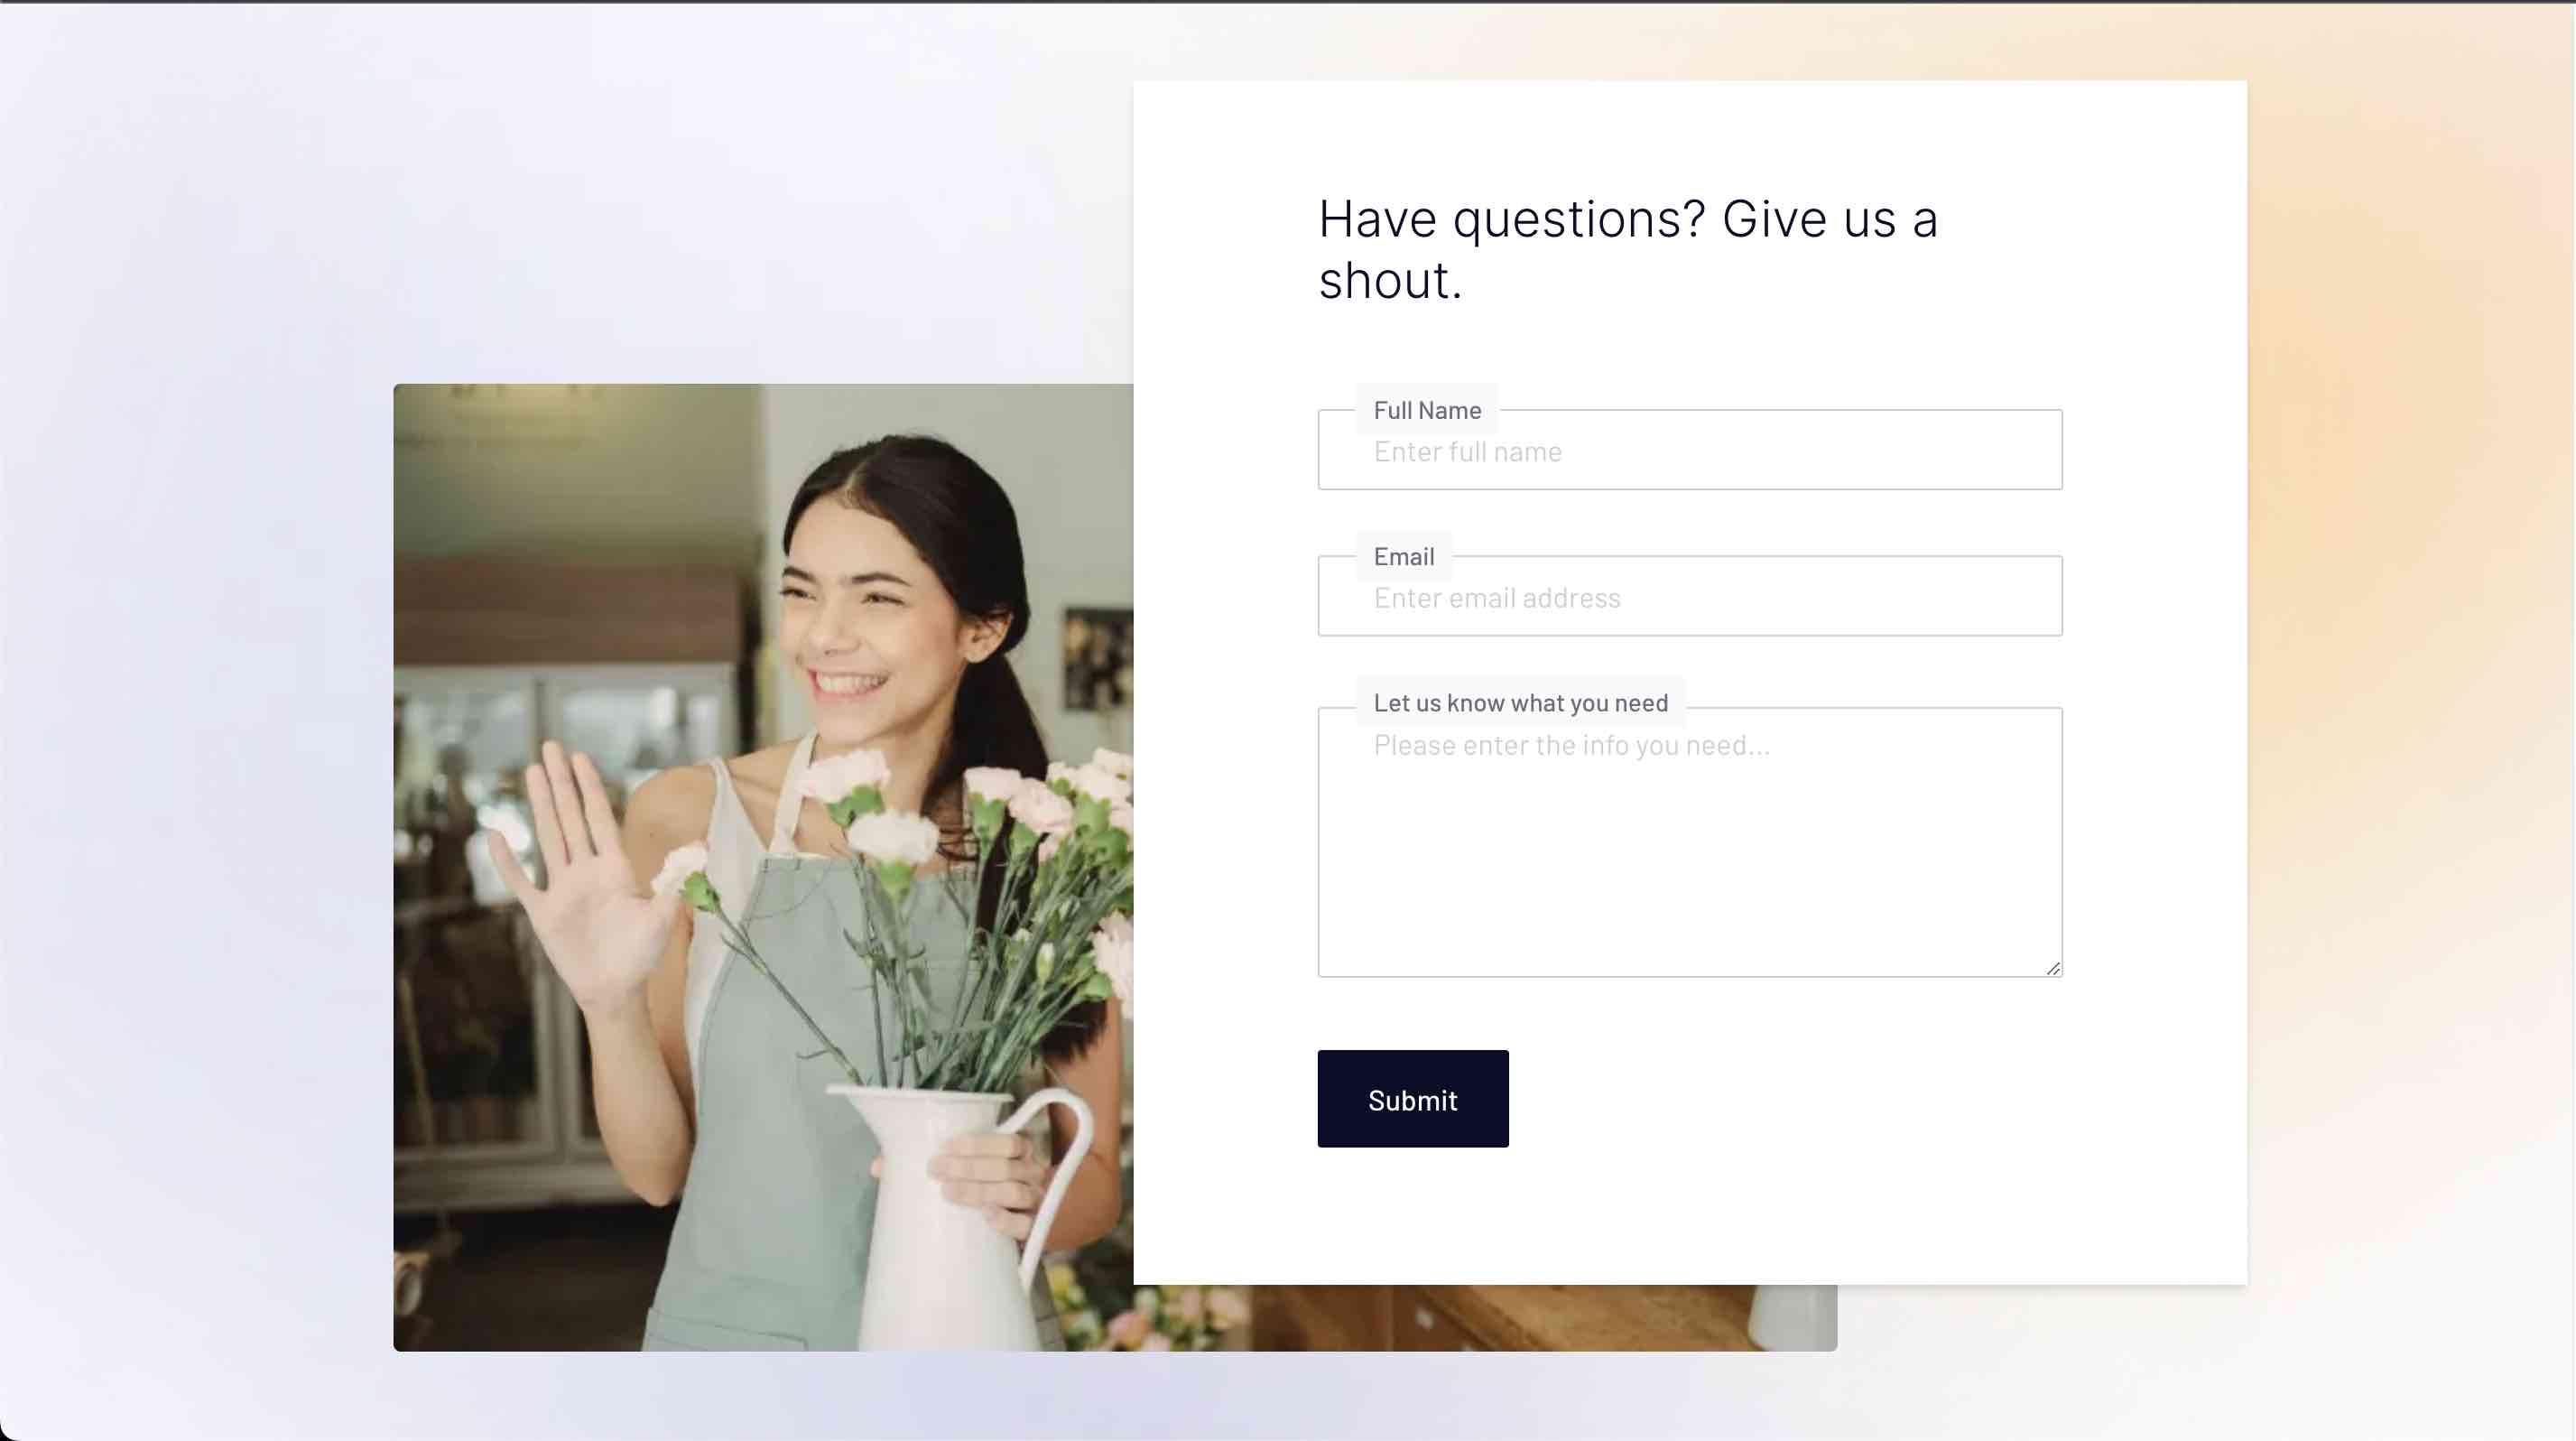 Have questions? Give us a
shout.
Full Name
Enter full name
Email
Enter email address
Let us know what you need
Please enter the info you need...
Submit